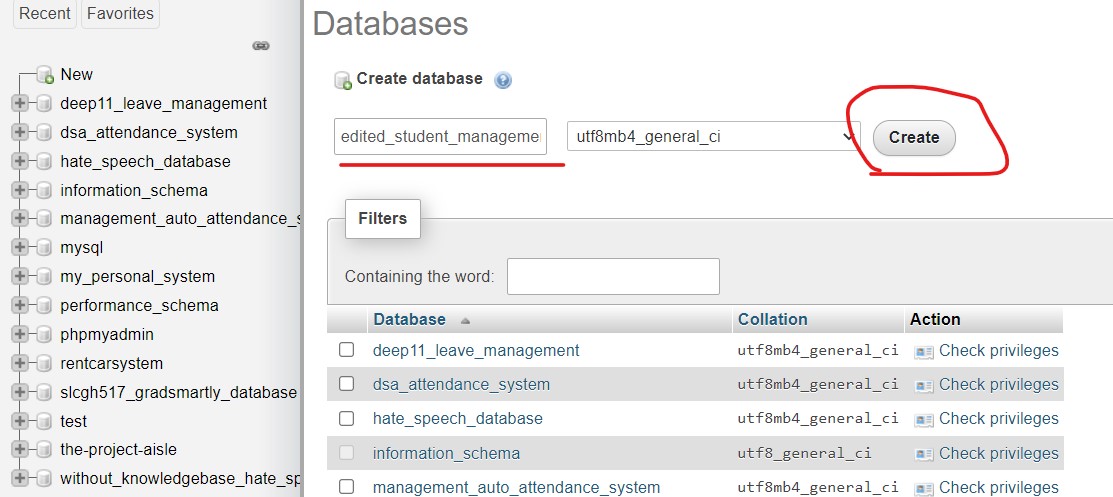 Recent Favorites
New
deep11_leave_management
dsa_attendance_system
hate_speech_database
information_schema
management_auto_attendance_s
mysql
my_personal_system
performance_schema
phpmyadmin
rentcarsystem
slcgh517_gradsmartly_database
test
the-project-aisle
without_knowledgebase_hate_sp
Databases
Create database
edited_student_manageme utf8mb4_general_ci Create
Filters
Containing the word:
Database Collation Action
deep11_leave_management utf8mb4_general_ci Check privileges
dsa_attendance_system utf8mb4_general_ci Check privileges
hate_speech_database utf8mb4_general_ci Check privileges
information_schema utf8_general_ci Check privileges
management_auto_attendance_system utf8mb4_general_ci Check privileges